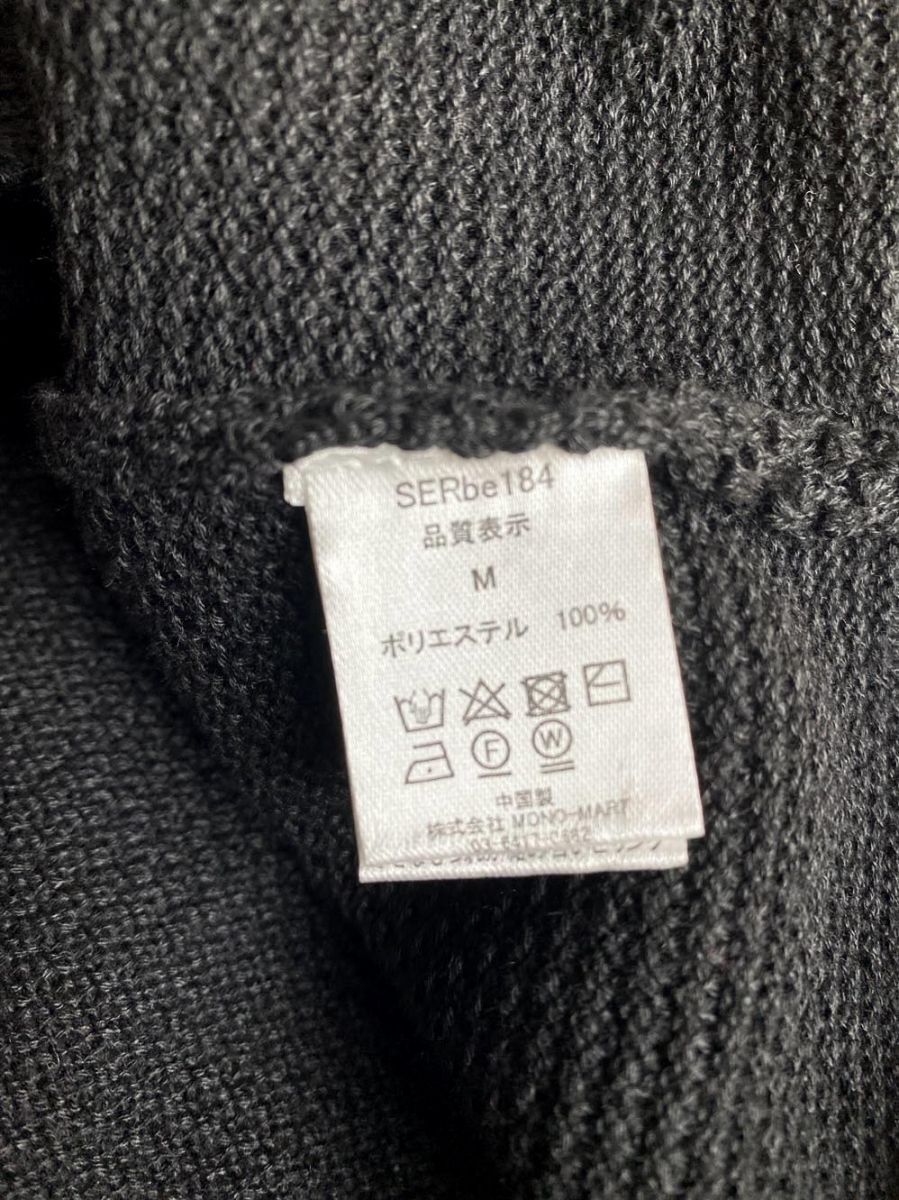 SERbe184
品質表示
M
ポリエステル 100%
F W
中国製
株式会社 MONO-MART